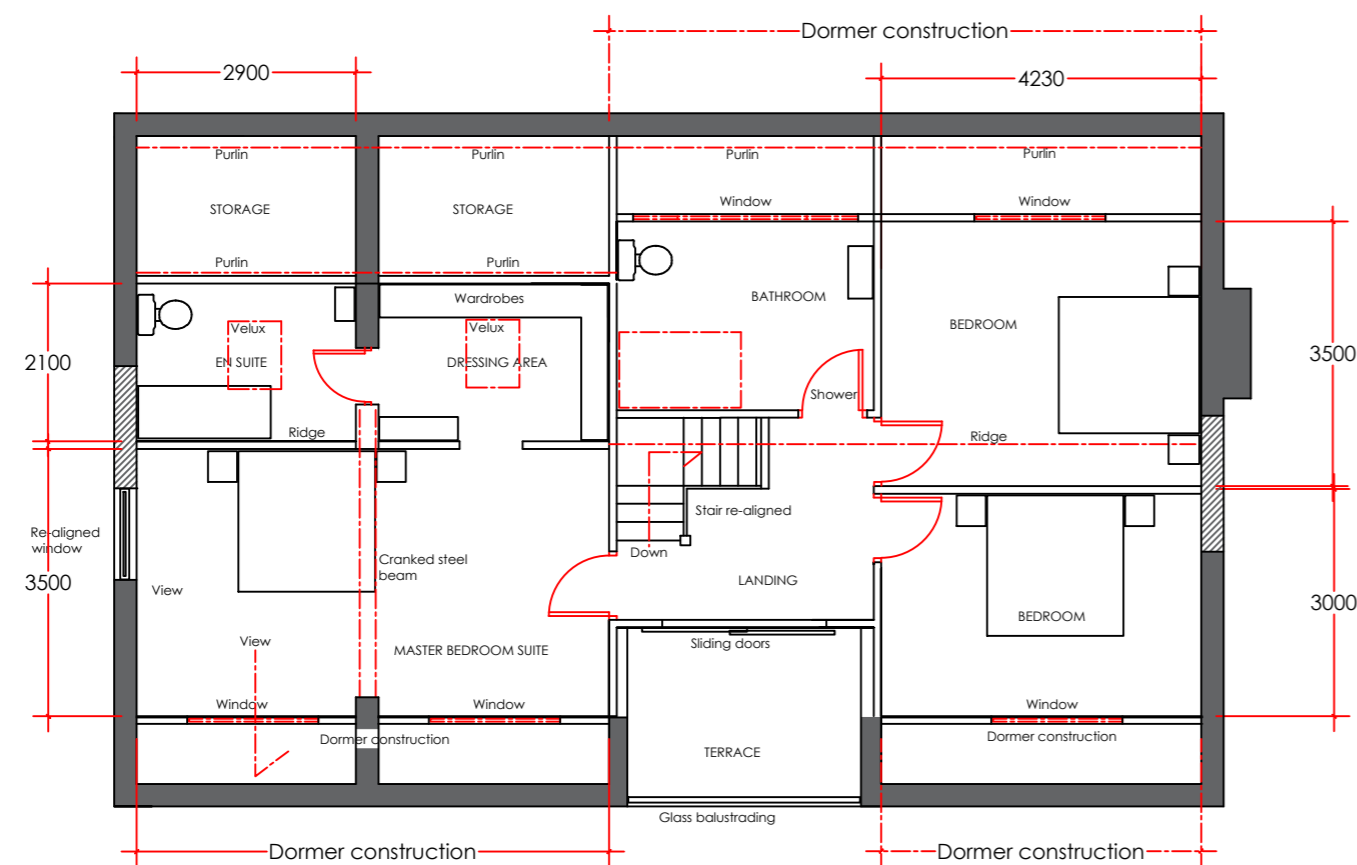 Dormer construction
2900
4230
Purlin
Purlin
Purlin
Purlin
Window
Window
STORAGE
STORAGE
Purlin
Purlin
Wardrobes
BATHROOM
BEDROOM
Velux
Velux
2100
EN SUITE
DRESSING AREA
3500
Shower
Ridge
Ridge
Stair re-aligned
Re-aligned
window
Down
Cranked steel
beam
LANDING
3500
View
3000
BEDROOM
View
MASTER BEDROOM SUITE
Sliding doors
Window
Window
Window
Dormer construction
Dormer construction
TERRACE
Glass balustrading
Dormer construction
Dormer construction